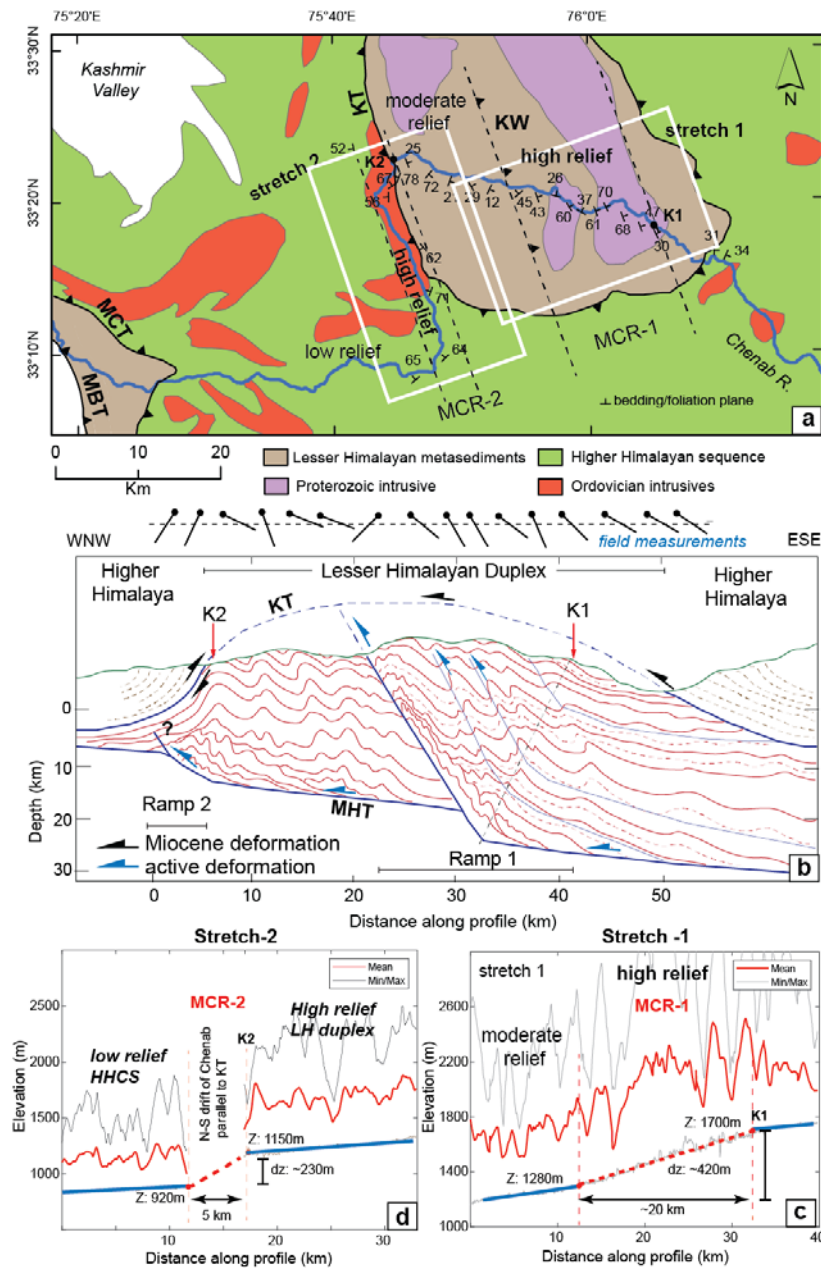 75°20'E
75°40'E
76°0'E
33°30'N
33°20'N
33°10'N
Kashmir
Valley
KT
moderate
relief
KW
stretch 1
N
52
K2
25
high relief
stretch 2
67
78
72
29
12
26
45
43
60
37
61
70
68
47
K1
30
31
34
56
62
high relief
71
MCT
MBT
low relief
65
64
MCR-2
MCR-1
Chenab R.
bedding/foliation plane
a
0 10 20
Km
Lesser Himalayan metasediments
Higher Himalayan sequence
Proterozoic intrusive
Ordovician intrusives
WNW
field measurements
ESE
Higher
Himalaya
Lesser Himalayan Duplex
Higher
Himalaya
K2
KT
K1
?
0
10
20
30
Depth (km)
Ramp 2
MHT
Miocene deformation
active deformation
Ramp 1
b
0 10 20 30 40 50 60
Distance along profile (km)
Stretch-2
Mean
Min/Max
MCR-2
K2
High relief
LH duplex
low relief
HHCS
N-S drift of Chenab
parallel to KT
Z: 1150m
dz: ~230m
Z: 920m
5 km
d
2500
2000
1500
1000
Elevation (m)
0 10 20 30
Distance along profile (km)
Stretch -1
stretch 1
high relief
Mean
Min/Max
MCR-1
moderate
relief
Z: 1700m
K1
Z: 1280m
dz: ~420m
~20 km
c
2600
2200
1800
1400
1000
Elevation (m)
0 10 20 30 40
Distance along profile (km)